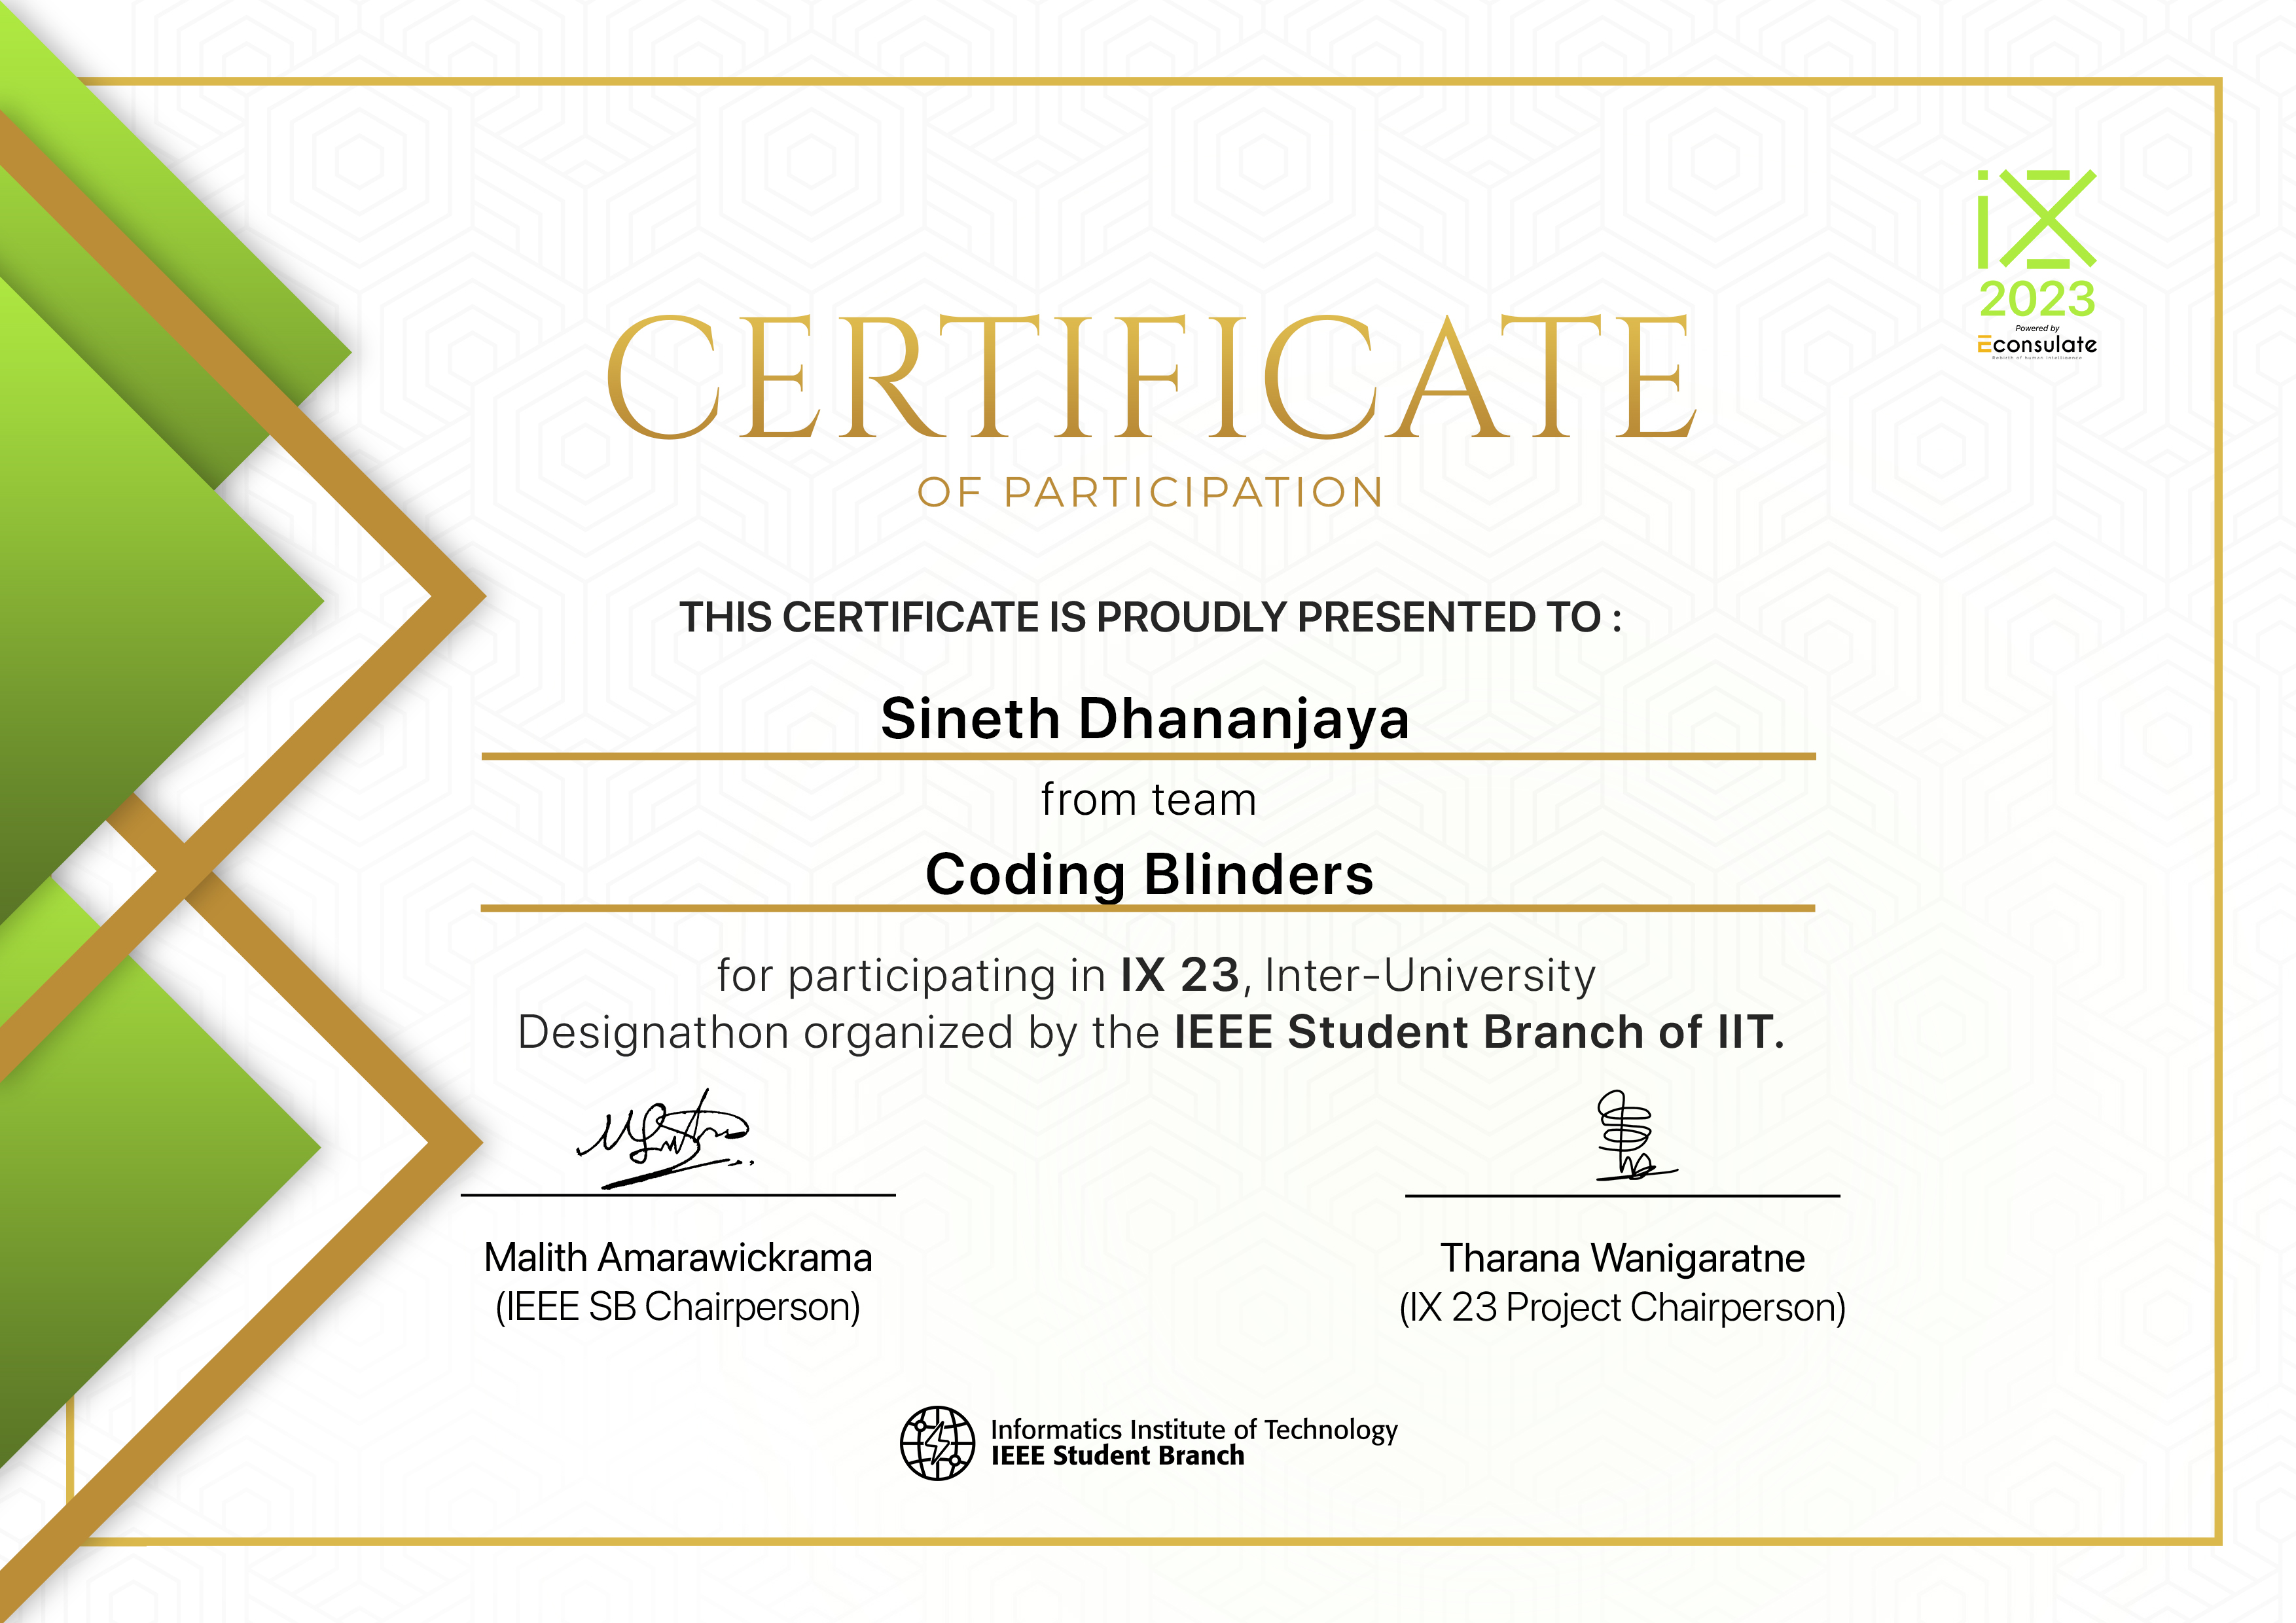 iX
2023
Powered by
Econsulate
Rebirth of human intelligence
CERTIFICATE
OF PARTICIPATION
THIS CERTIFICATE IS PROUDLY PRESENTED TO :
Sineth Dhananjaya
from team
Coding Blinders
for participating in IX 23, Inter-University
Designathon organized by the IEEE Student Branch of IIT.
Malith Amarawickrama
(IEEE SB Chairperson)
Tharana Wanigaratne
(IX 23 Project Chairperson)
Informatics Institute of Technology
IEEE Student Branch